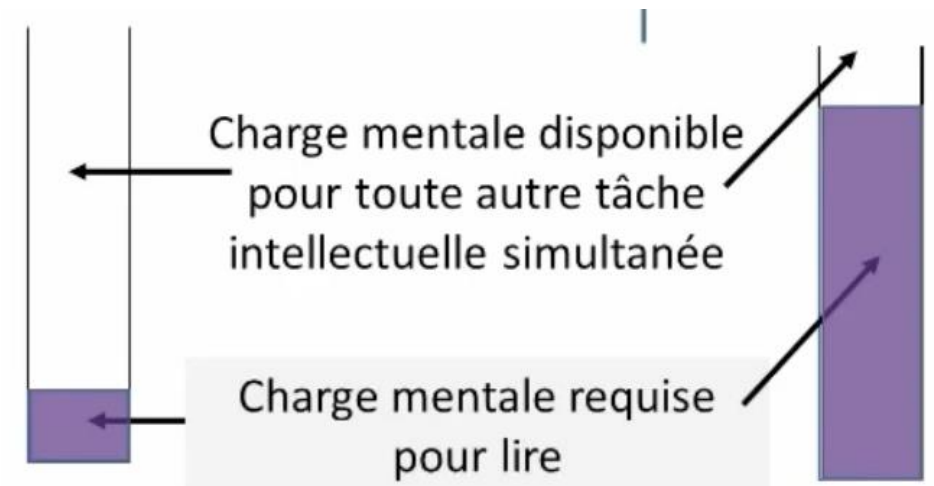 Charge mentale disponible
pour toute autre tâche
intellectuelle simultanée
Charge mentale requise
pour lire